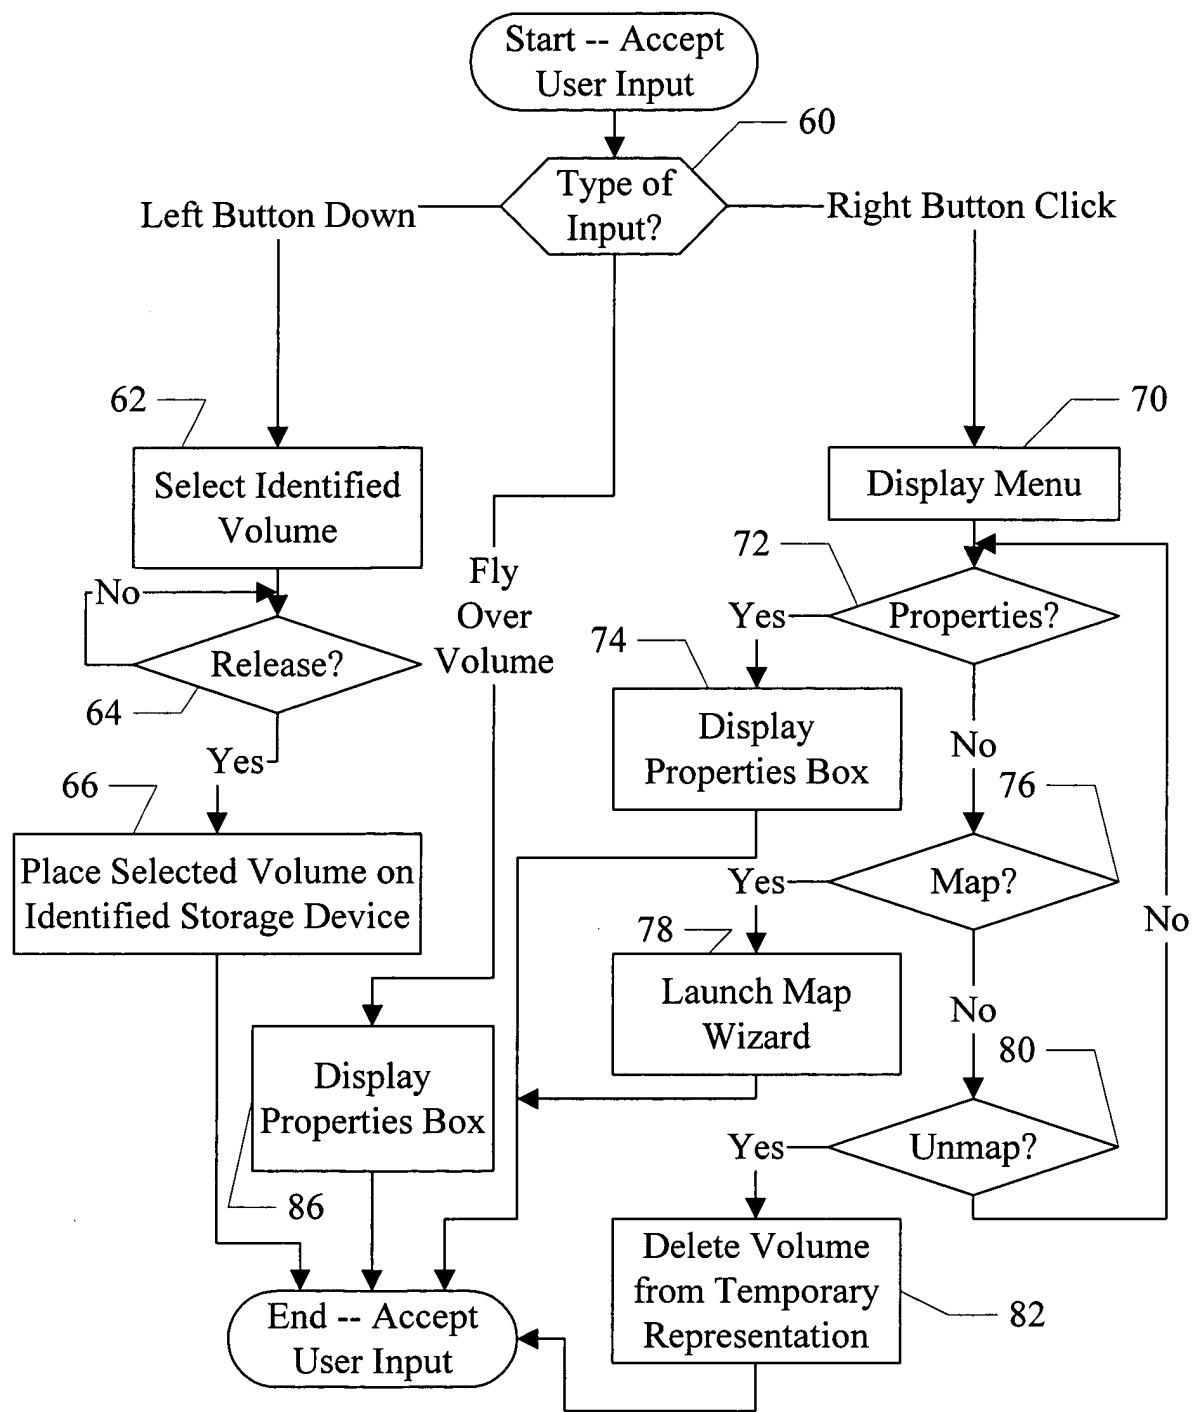 Start -- Accept
User Input
60
Type of
Input?
Left Button Down
Right Button Click
62
70
Select Identified
Volume
Display Menu
72
Fly
Over
Volume
No
Yes
Properties?
74
Release?
64
Display
Properties Box
No
Yes
66
76
Place Selected Volume on
Identified Storage Device
Yes
Map?
No
78
Launch Map
Wizard
No
80
Display
Properties Box
86
Yes
Unmap?
Delete Volume
from Temporary
Representation
82
End -- Accept
User Input